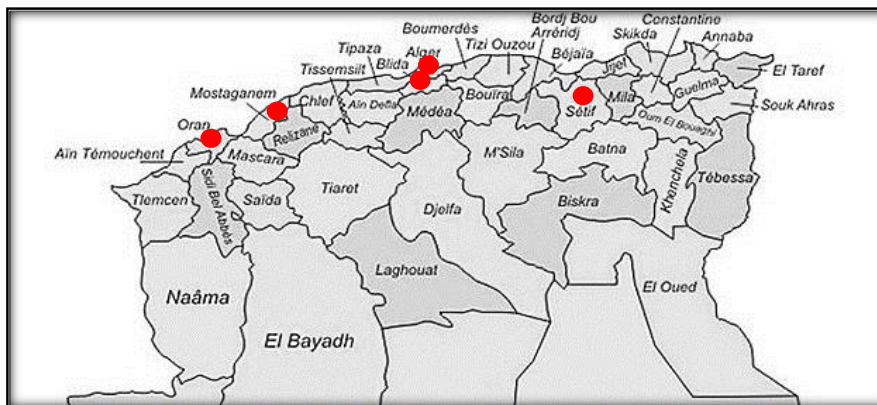 Constantine
Bordj Bou
Arréridj
Boumerdès
Tizi Ouzou
Skikda
Annaba
Alger
Béjaïa
Tipaza
Blida
Jijel
El Taref
Tissemsilt
Mostaganem
Chlef
Aïn Defla
Médéa
Bouïra
Sétif
Mila
Guelma
Souk Ahras
Oran
Relizane
Oum El Bouaghi
Aïn Témouchent
Mascara
M'Sila
Batna
Khenchela
Tébessa
Tlemcen
Sidi Bel Abbès
Saïda
Tiaret
Djelfa
Biskra
Laghouat
Naâma
El Oued
El Bayadh